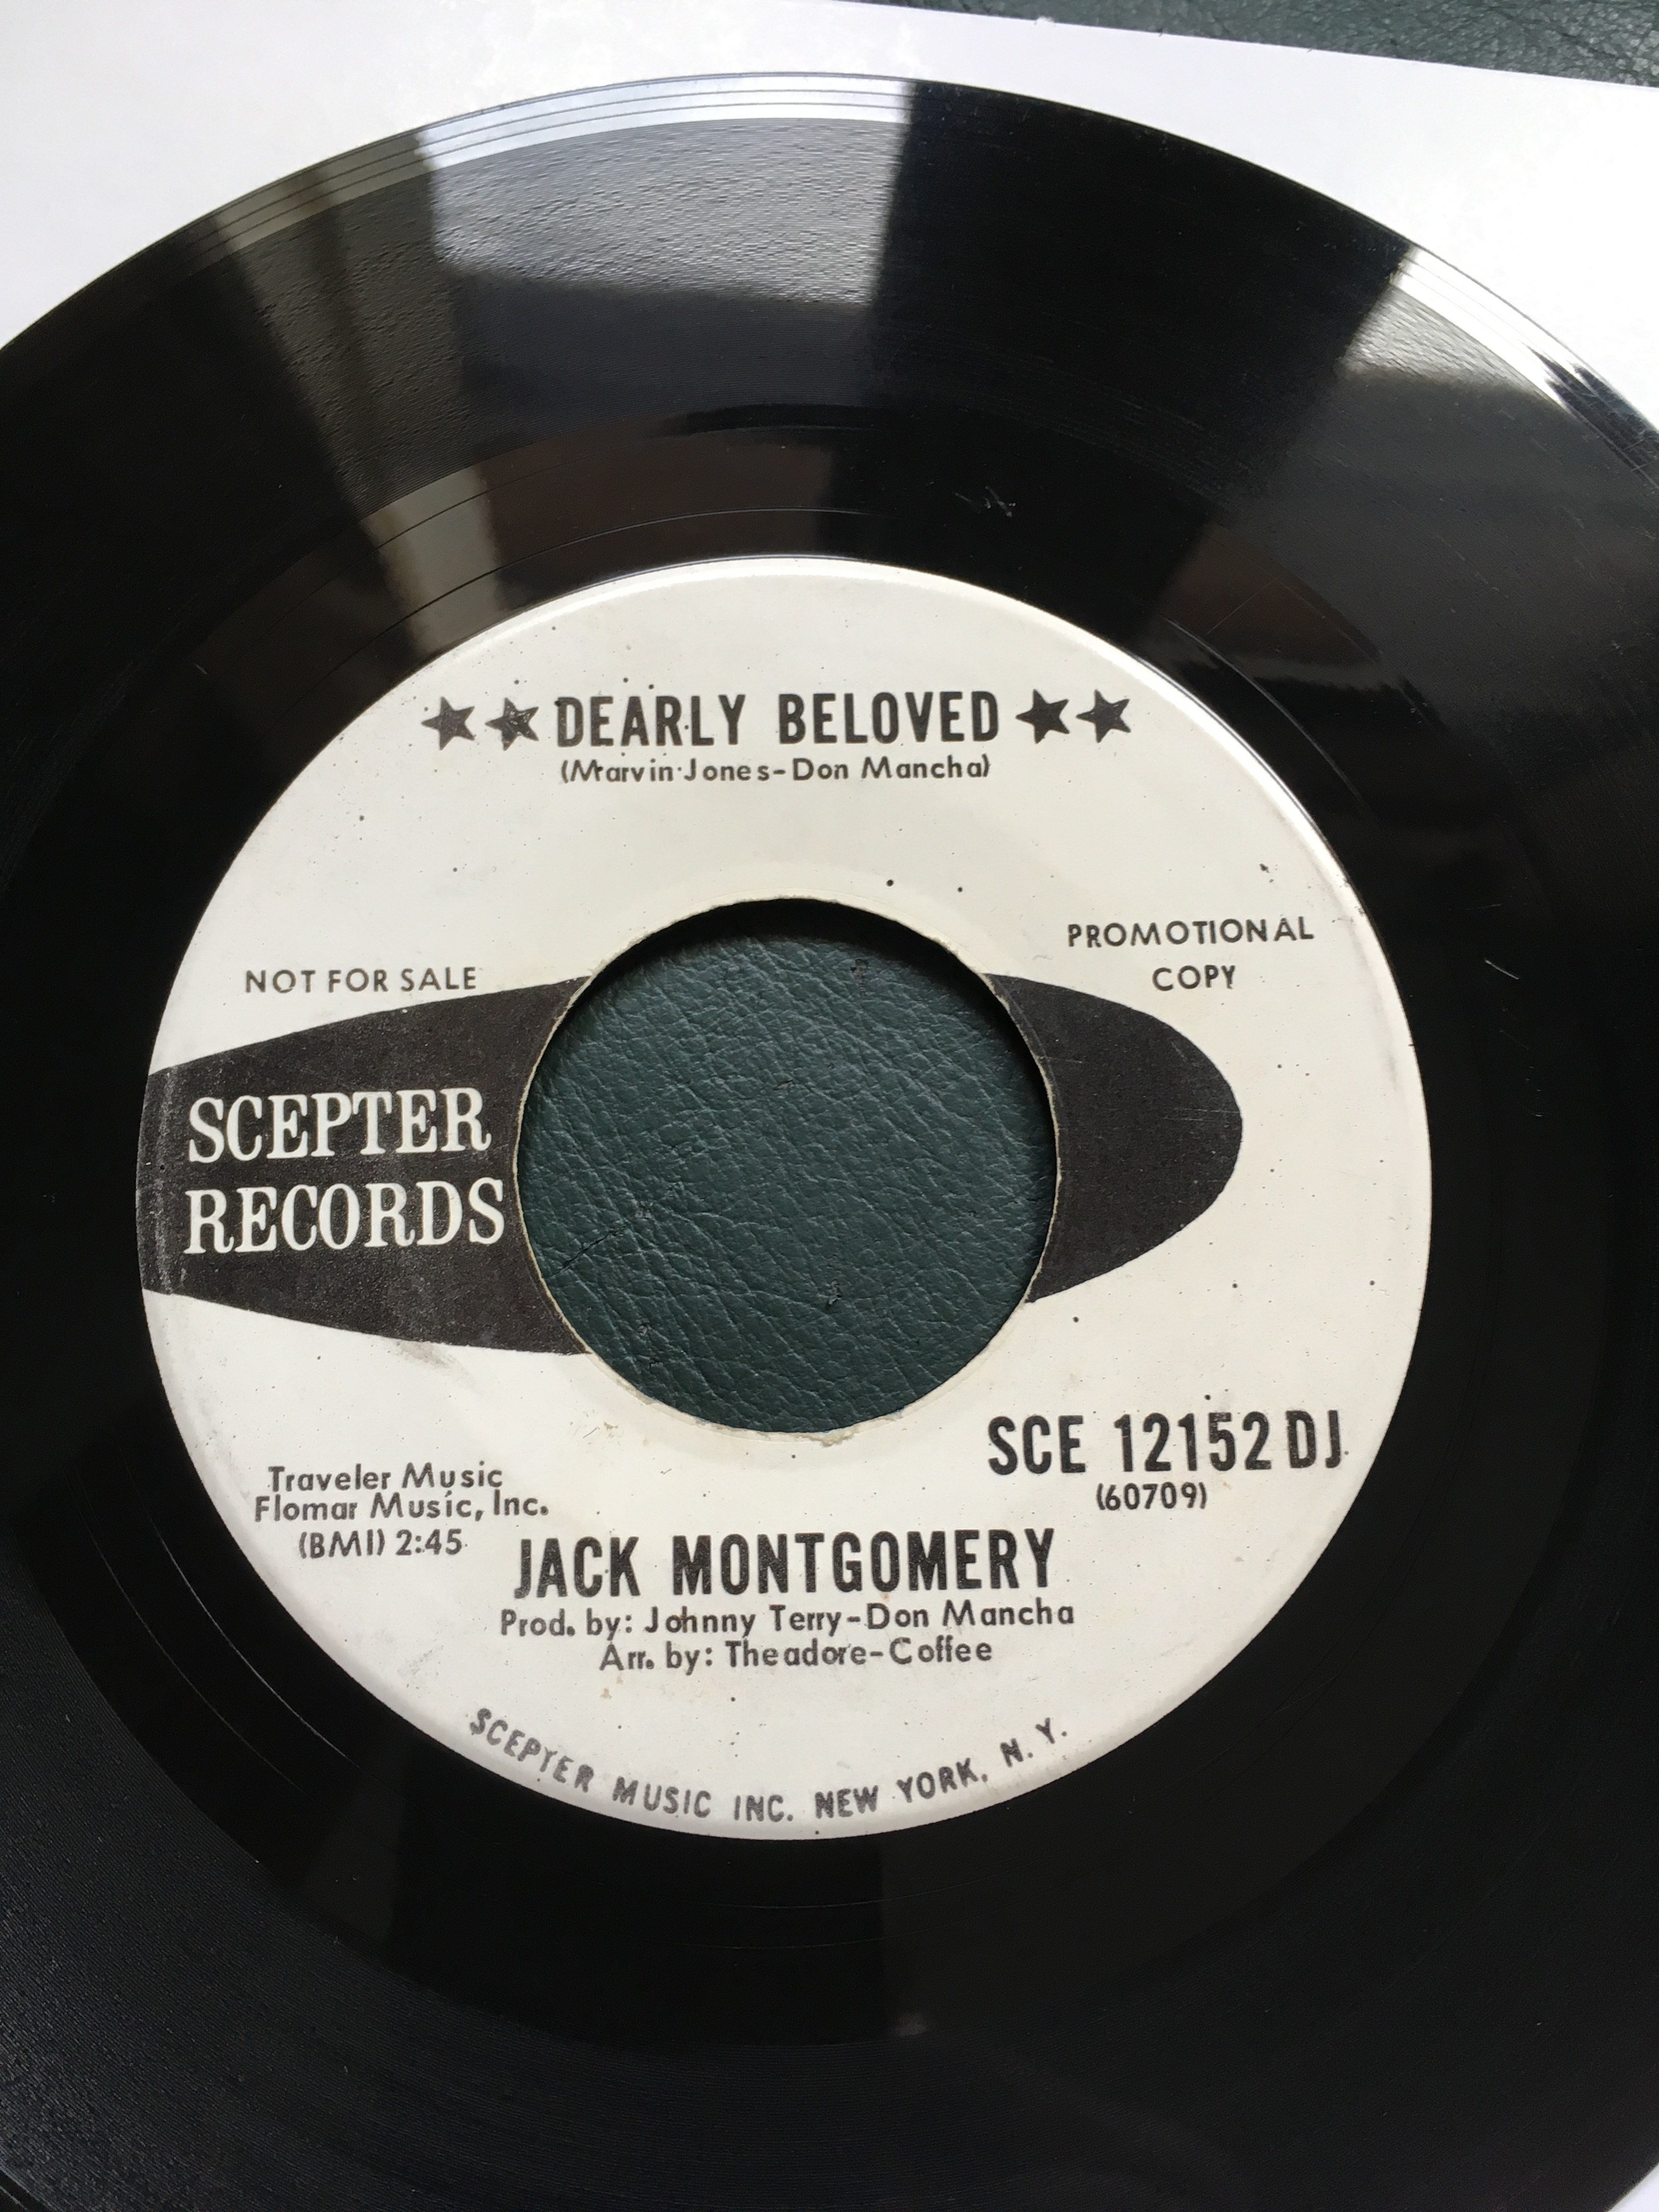 ★★DEARLY BELOVED★★
(Marvin Jones-Don Mancha)
NOT FOR SALE
PROMOTIONAL
COPY
SCEPTER
RECORDS
SCE 12152 DJ
(60709)
Traveler Music
Flomar Music, Inc.
(BMI) 2:45
JACK MONTGOMERY
Prod. by: Johnny Terry-Don Mancha
Arr. by: Theadore-Coffee
SCEPTER MUSIC INC. NEW YORK, N. Y.